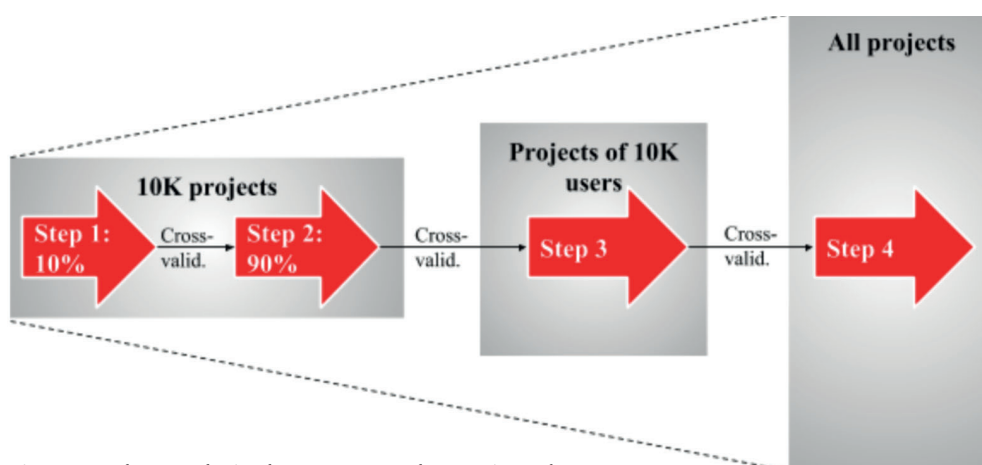 All projects
10K projects
Projects of 10K
users
Step 1:
10%
Cross-
valid.
Step 2:
90%
Cross-
valid.
Step 3
Cross-
valid.
Step 4